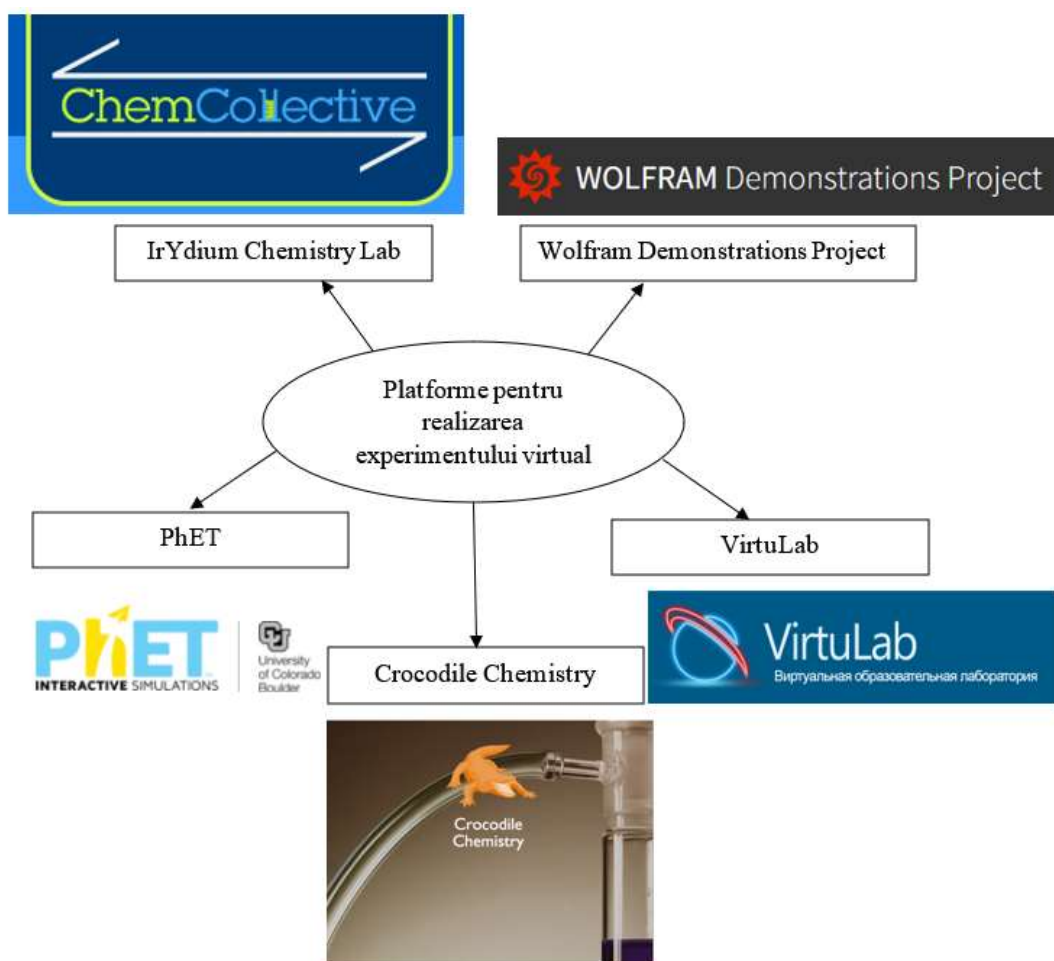 ChemCollective
WOLFRAM Demonstrations Project
IrYdium Chemistry Lab
Wolfram Demonstrations Project
Platforme pentru
realizarea
experimentului virtual
PhET
VirtuLab
PhET
INTERACTIVE SIMULATIONS
CU
University
of Colorado
Boulder
Crocodile Chemistry
VirtuLab
Виртуальная образовательная лаборатория
Crocodile
Chemistry